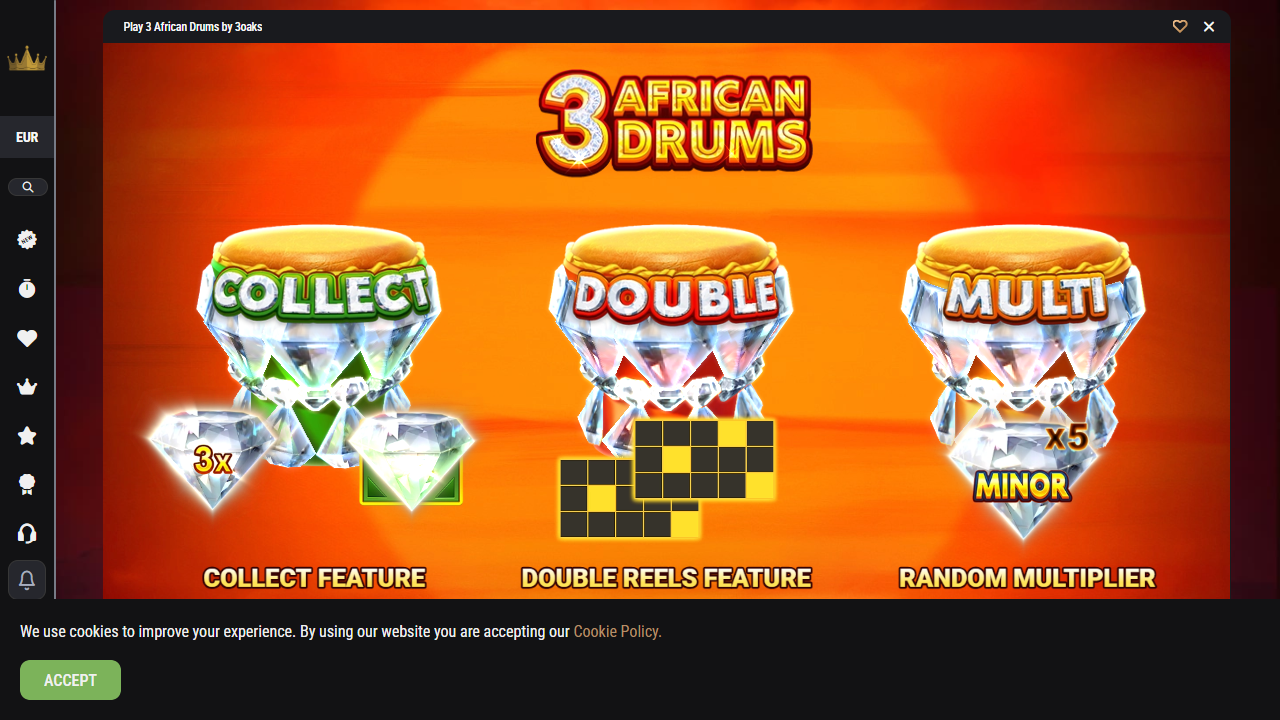 Play 3 African Drums by 3oaks
EUR
NEW
3 AFRICAN
DRUMS
COLLECT
DOUBLE
MULTI
3x
x5
MINOR
COLLECT FEATURE
DOUBLE REELS FEATURE
RANDOM MULTIPLIER
We use cookies to improve your experience. By using our website you are accepting our Cookie Policy.
ACCEPT